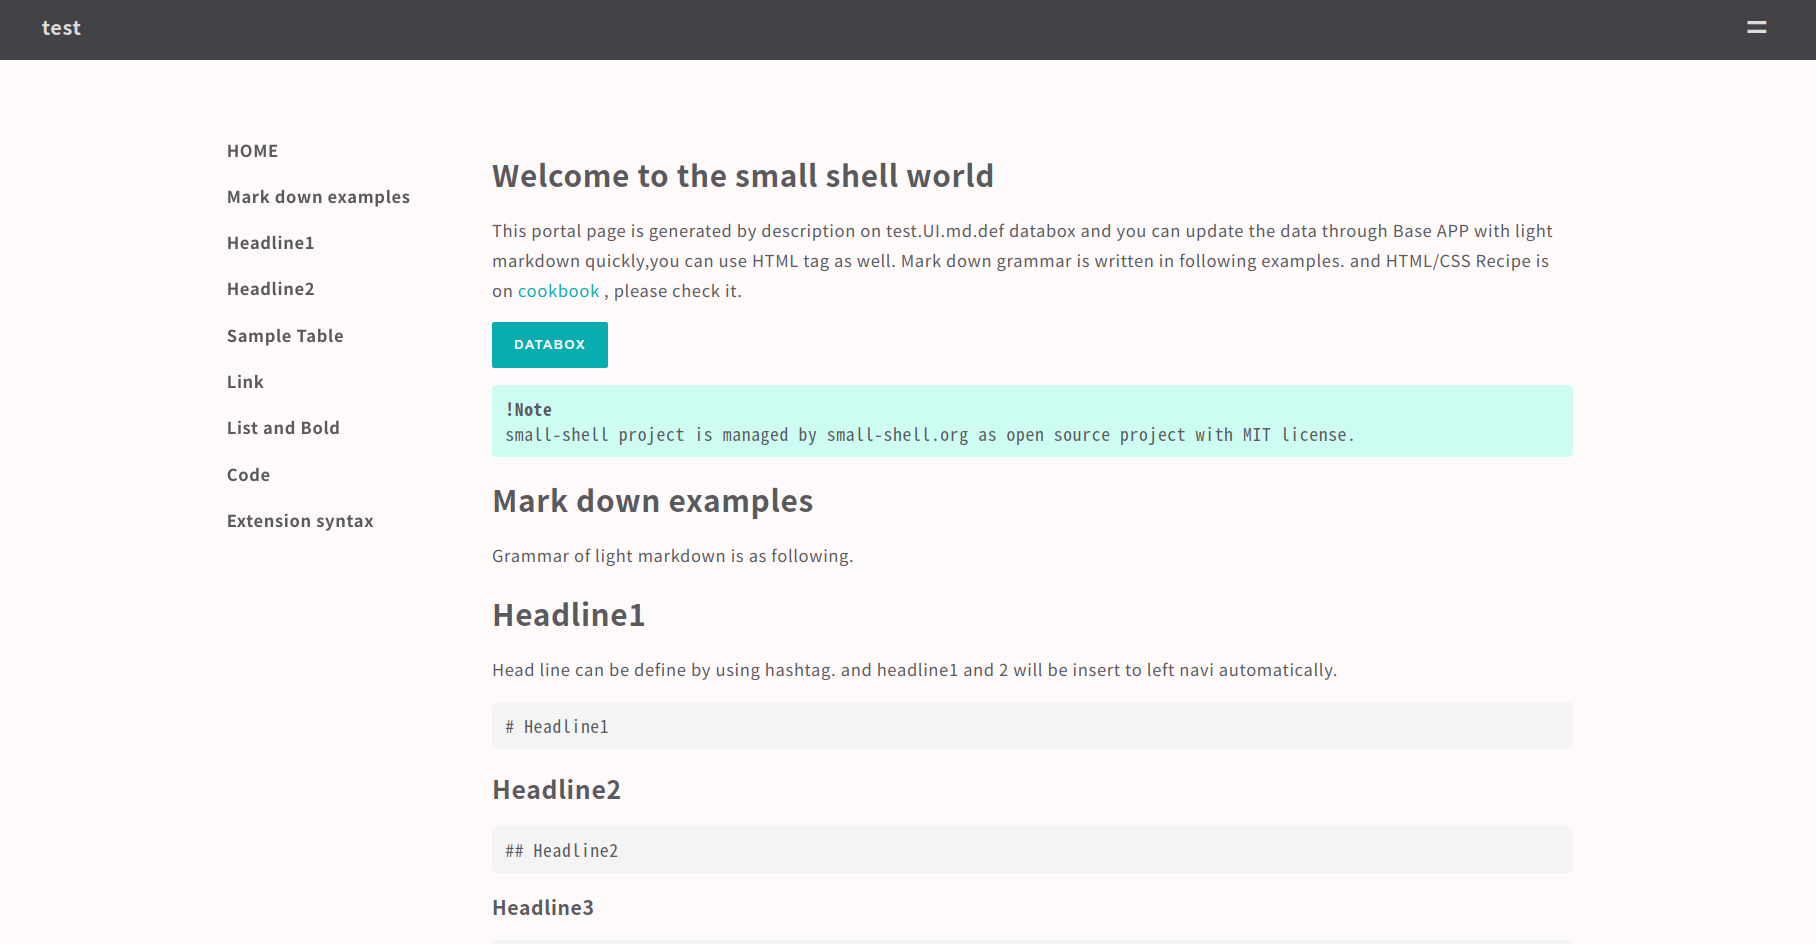 test
HOME
Mark down examples
Headline1
Headline2
Sample Table
Link
List and Bold
Code
Extension syntax
Welcome to the small shell world
This portal page is generated by description on test.UI.md.def databox and you can update the data through Base APP with light
markdown quickly,you can use HTML tag as well. Mark down grammar is written in following examples. and HTML/CSS Recipe is
on cookbook , please check it.
DATABOX
!Note
small-shell project is managed by small-shell.org as open source project with MIT license.
Mark down examples
Grammar of light markdown is as following.
Headline1
Head line can be define by using hashtag. and headline1 and 2 will be insert to left navi automatically.
# Headline1
Headline2
## Headline2
Headline3